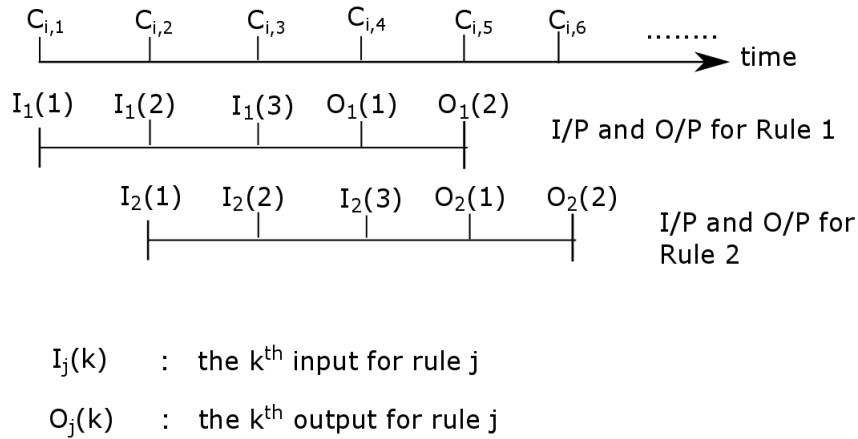 C_{i,1} C_{i,2} C_{i,3} C_{i,4} C_{i,5} C_{i,6} ........
time
I_1(1) I_1(2) I_1(3) O_1(1) O_1(2)
I/P and O/P for Rule 1
I_2(1) I_2(2) I_2(3) O_2(1) O_2(2)
I/P and O/P for
Rule 2
I_j(k) : the k^{th} input for rule j
O_j(k) : the k^{th} output for rule j